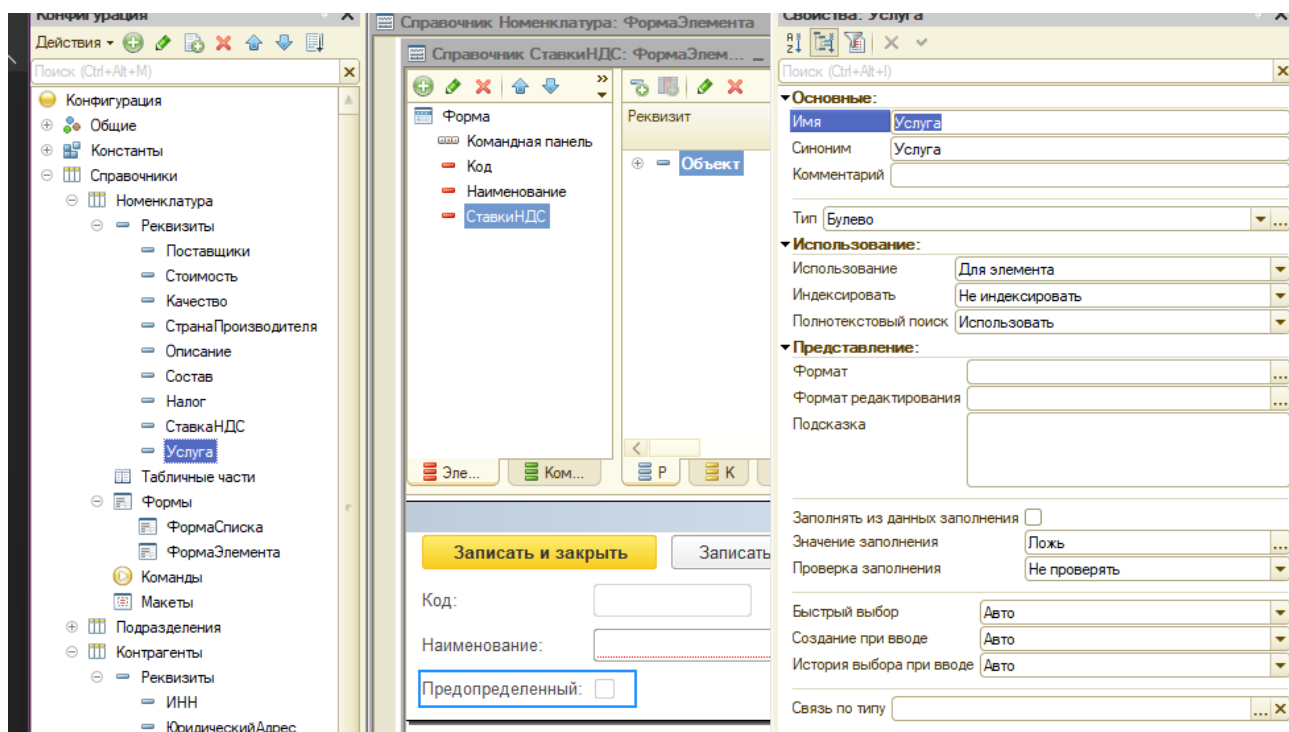 Конфигурация
Действия
Поиск (Ctrl+Alt+M)
Конфигурация
Общие
Константы
Справочники
Номенклатура
Реквизиты
Поставщики
Стоимость
Качество
СтранаПроизводителя
Описание
Состав
Налог
СтавкаНДС
Услуга
Табличные части
Формы
ФормаСписка
ФормаЭлемента
Команды
Макеты
Подразделения
Контрагенты
Реквизиты
ИНН
ЮридическийАдрес
Справочник Номенклатура: ФормаЭлемента
Справочник СтавкиНДС: ФормаЭлем...
Форма
Командная панель
Код
Наименование
СтавкиНДС
Реквизит
Объект
Эле...
Ком...
Р
К
Записать и закрыть
Записать
Код:
Наименование:
Предопределенный:
Свойства: Услуга
Поиск (Ctrl+Alt+I)
Основные:
Имя Услуга
Синоним Услуга
Комментарий
Тип Булево
Использование:
Использование Для элемента
Индексировать Не индексировать
Полнотекстовый поиск Использовать
Представление:
Формат
Формат редактирования
Подсказка
Заполнять из данных заполнения
Значение заполнения Ложь
Проверка заполнения Не проверять
Быстрый выбор Авто
Создание при вводе Авто
История выбора при вводе Авто
Связь по типу